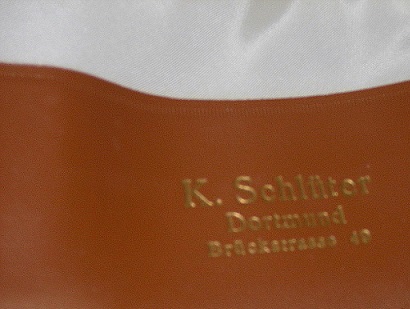 K. Schlüter
Dortmund
Brückstrasse 49